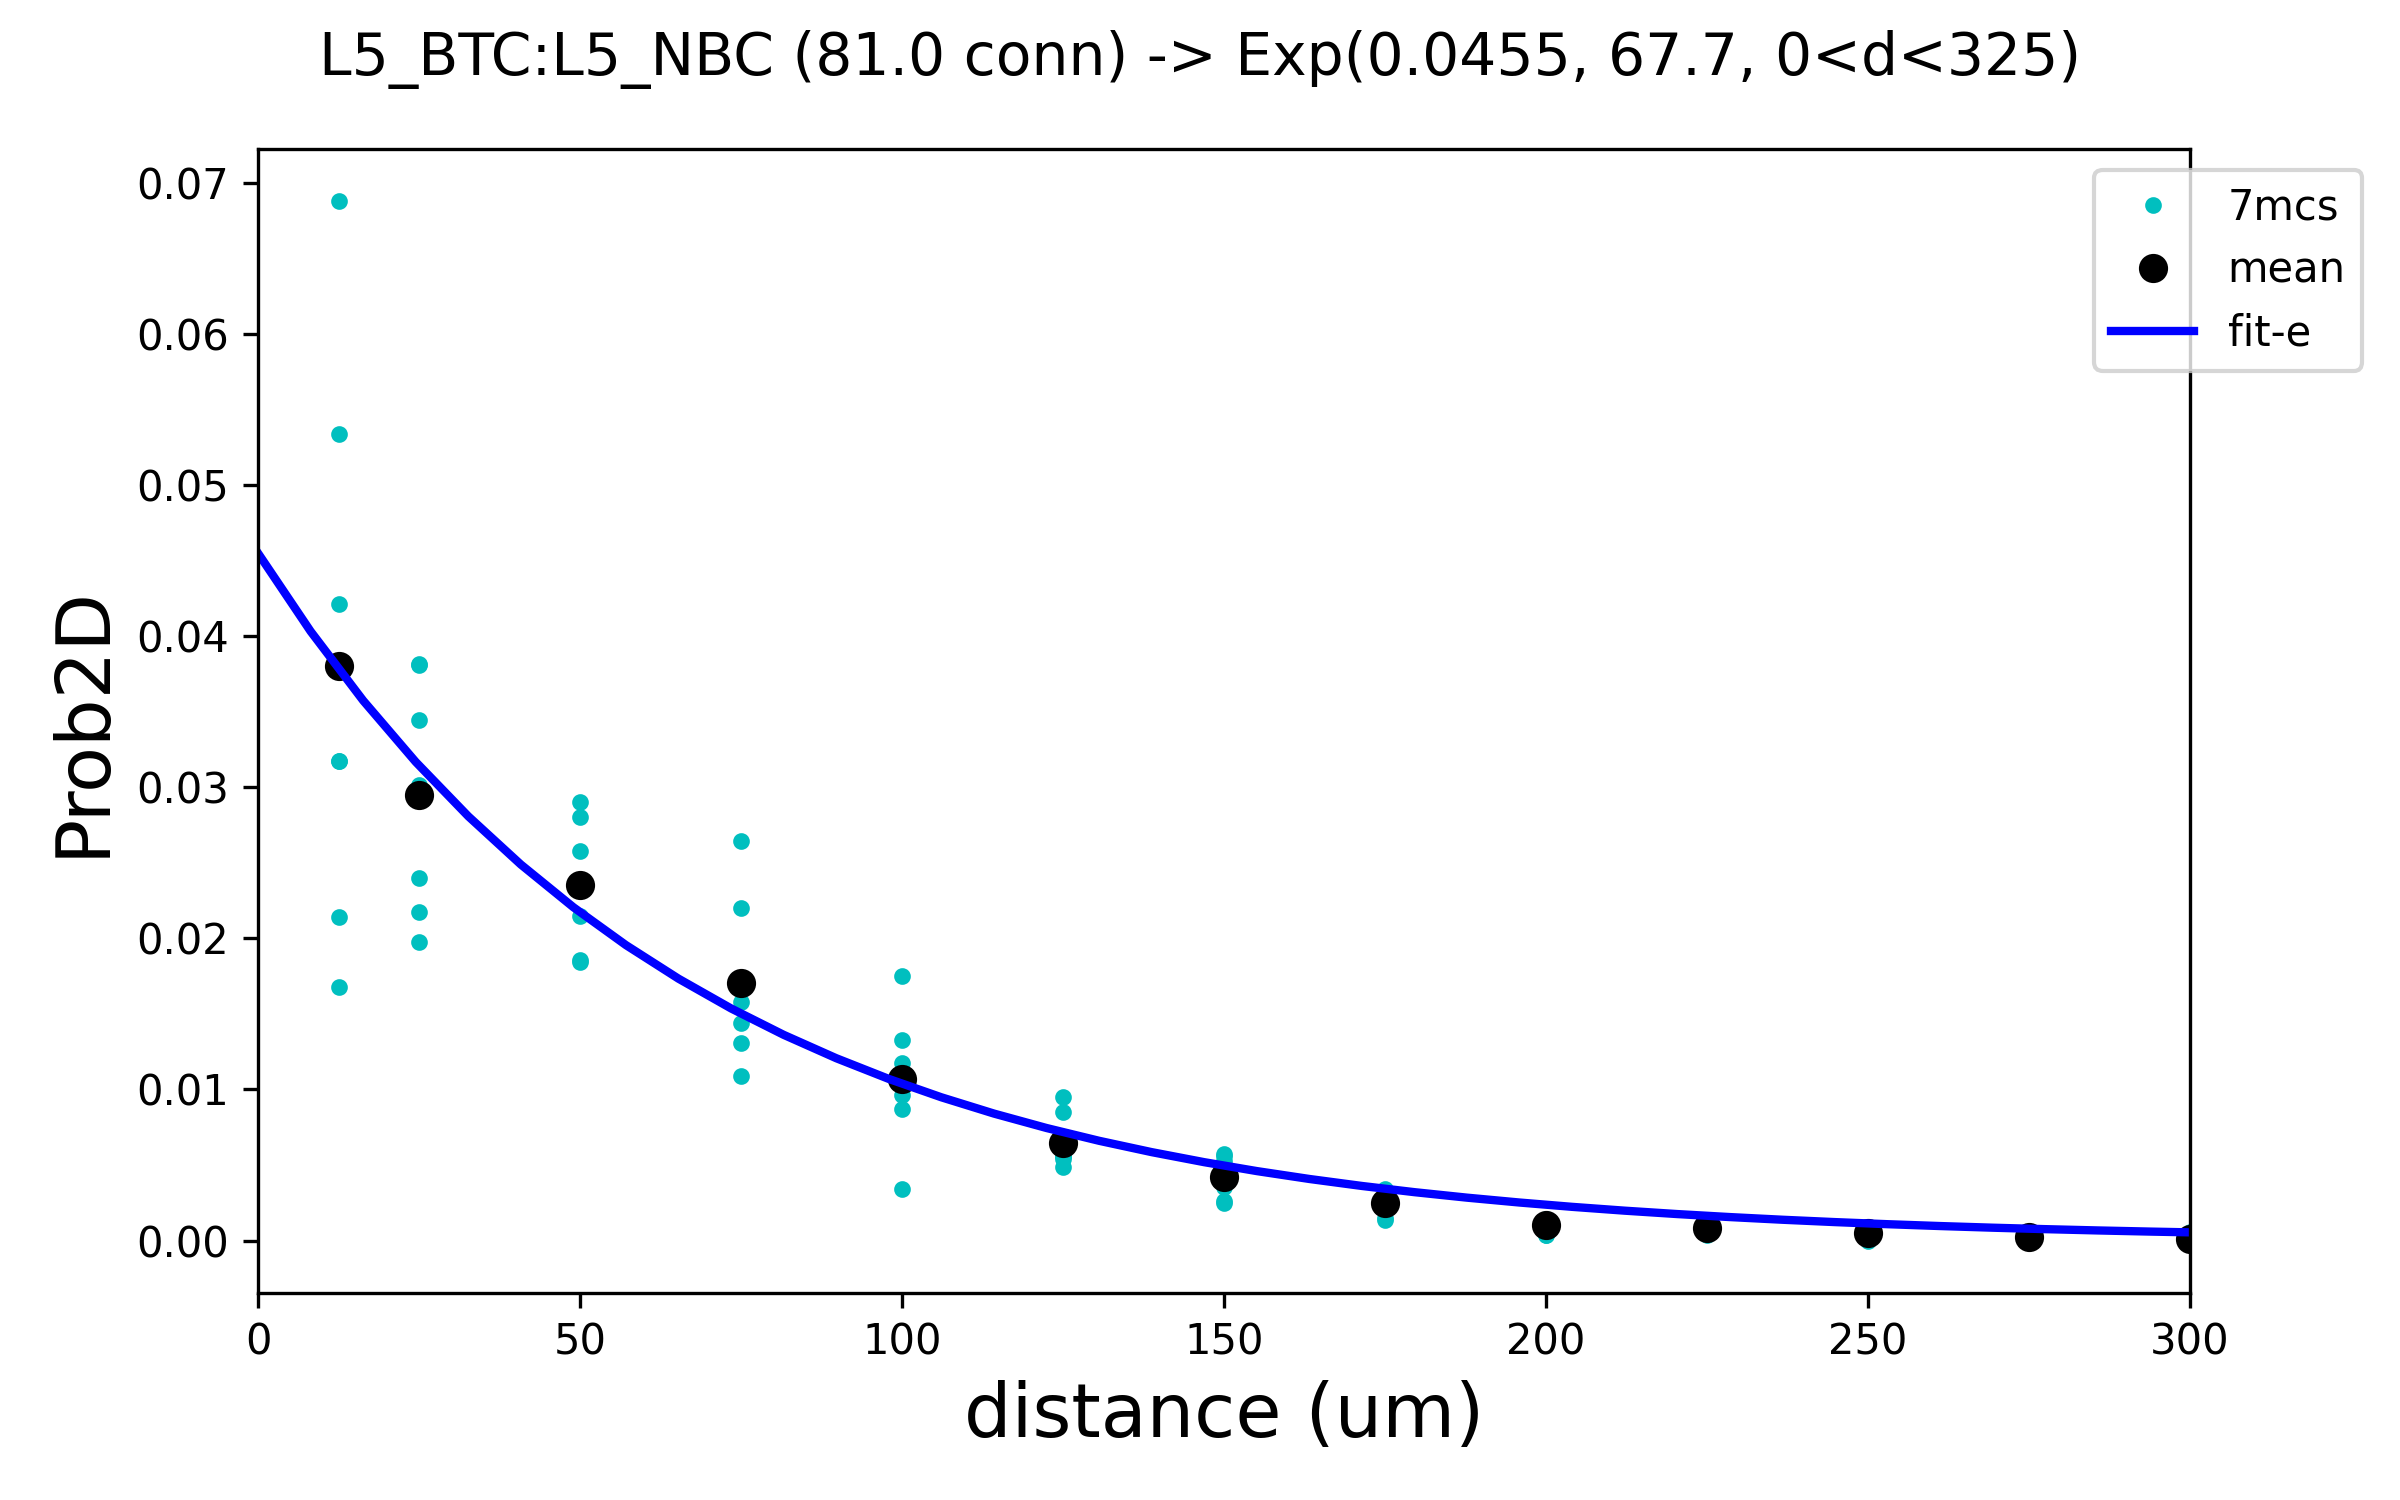 L5_BTC:L5_NBC (81.0 conn) -> Exp(0.0455, 67.7, 0<d<325)
7mcs
mean
fit-e
Prob2D
0.07
0.06
0.05
0.04
0.03
0.02
0.01
0.00
0 50 100 150 200 250 300
distance (um)